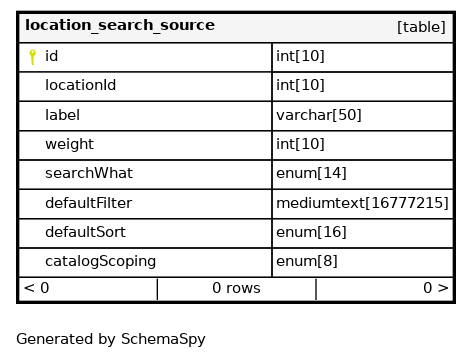 location_search_source [table]
id int[10]
locationId int[10]
label varchar[50]
weight int[10]
searchWhat enum[14]
defaultFilter mediumtext[16777215]
defaultSort enum[16]
catalogScoping enum[8]
< 0 0 rows 0 >
Generated by SchemaSpy